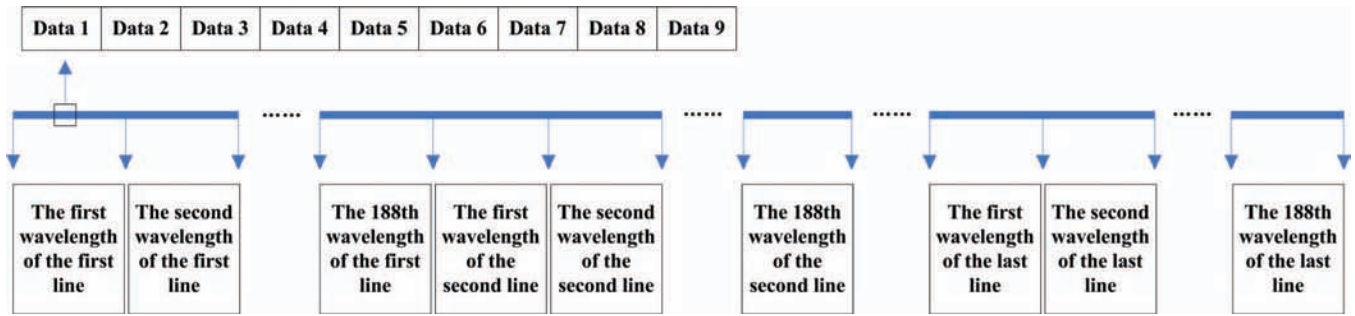 Data 1 Data 2 Data 3 Data 4 Data 5 Data 6 Data 7 Data 8 Data 9
...... ...... ...... ......
The first
wavelength
of the first
line
The second
wavelength
of the first
line
The 188th
wavelength
of the first
line
The first
wavelength
of the
second line
The second
wavelength
of the
second line
The 188th
wavelength
of the
second line
The first
wavelength
of the last
line
The second
wavelength
of the last
line
The 188th
wavelength
of the last
line